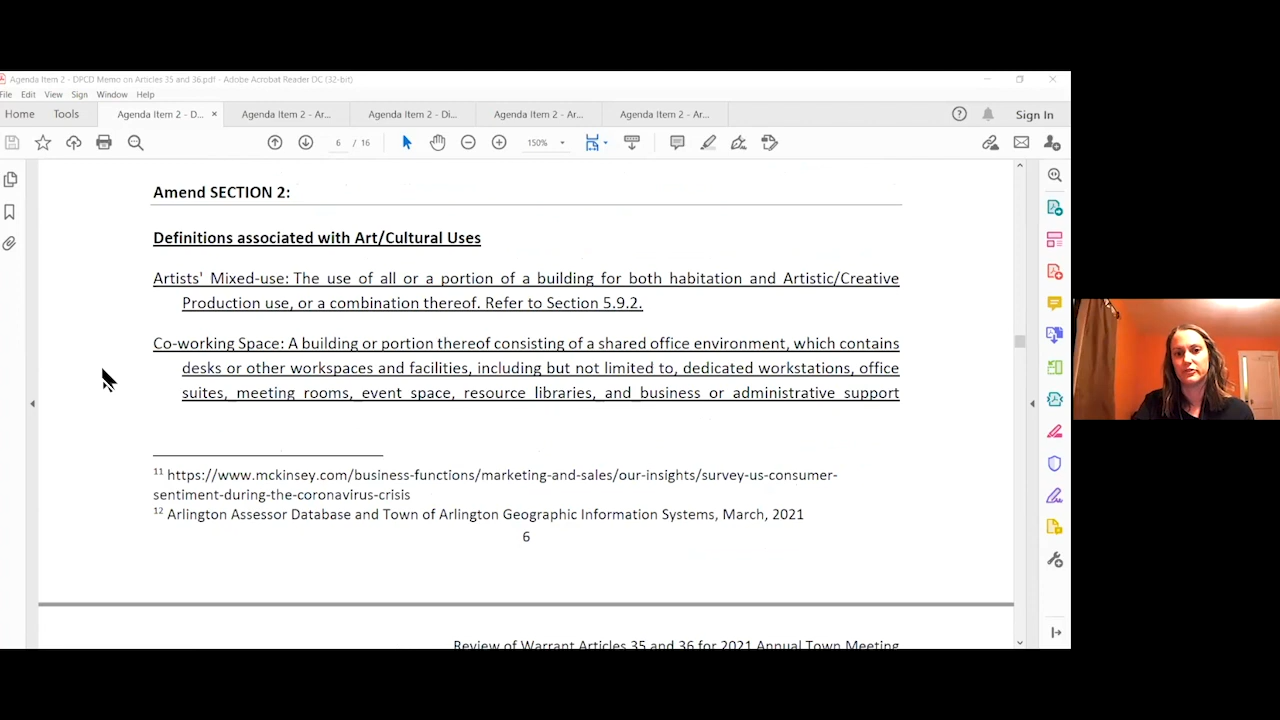 Agenda Item 2 - DPCD Memo on Articles 35 and 36.pdf - Adobe Acrobat Reader DC (32-bit)
File Edit View Sign Window Help
Home Tools Agenda Item 2 - D... × Agenda Item 2 - Ar... Agenda Item 2 - Di... Agenda Item 2 - Ar... Agenda Item 2 - Ar... Sign In
6 / 16 150%
Amend SECTION 2:
Definitions associated with Art/Cultural Uses
Artists' Mixed-use: The use of all or a portion of a building for both habitation and Artistic/Creative
Production use, or a combination thereof. Refer to Section 5.9.2.
Co-working Space: A building or portion thereof consisting of a shared office environment, which contains
desks or other workspaces and facilities, including but not limited to, dedicated workstations, office
suites, meeting rooms, event space, resource libraries, and business or administrative support
11 https://www.mckinsey.com/business-functions/marketing-and-sales/our-insights/survey-us-consumer-
sentiment-during-the-coronavirus-crisis
12 Arlington Assessor Database and Town of Arlington Geographic Information Systems, March, 2021
6
Review of Warrant Articles 35 and 36 for 2021 Annual Town Meeting